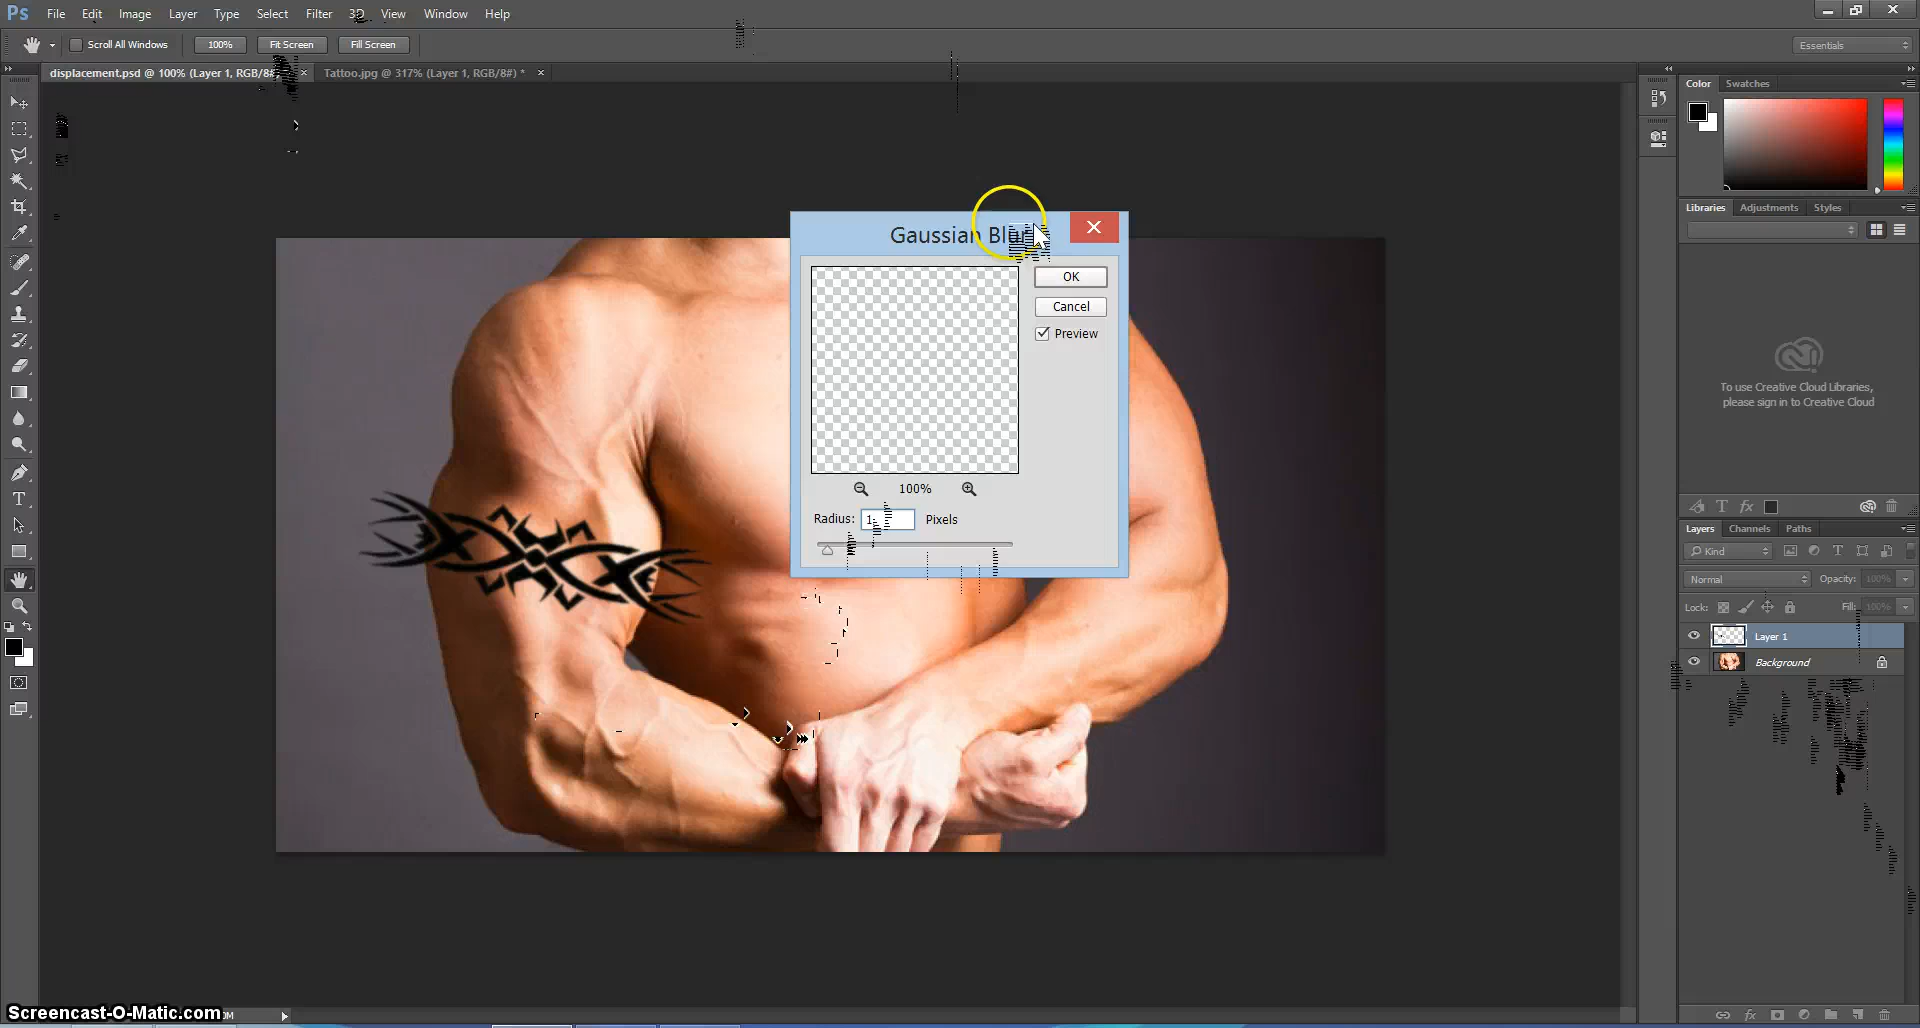 Ps File Edit Image Layer Type Select Filter 3D View Window Help
Scroll All Windows 100% Fit Screen Fill Screen Essentials
displacement.psd @ 100% (Layer 1, RGB/8# Tattoo.jpg @ 317% (Layer 1, RGB/8#) *
Color Swatches
Libraries Adjustments Styles
Gaussian Blur
OK
Cancel
Preview
To use Creative Cloud Libraries,
please sign in to Creative Cloud
100%
Radius: 1 Pixels
Layers Channels Paths
Kind
Normal Opacity: 100%
Lock: Fill: 100%
Layer 1
Background
Screencast-O-Matic.com